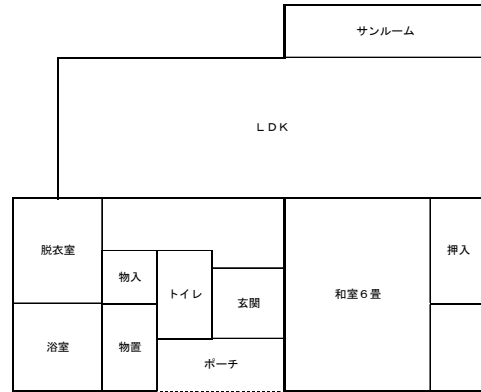 サンルーム
ＬＤＫ
脱衣室
物入
トイレ
玄関
和室６畳
押入
浴室
物置
ポーチ